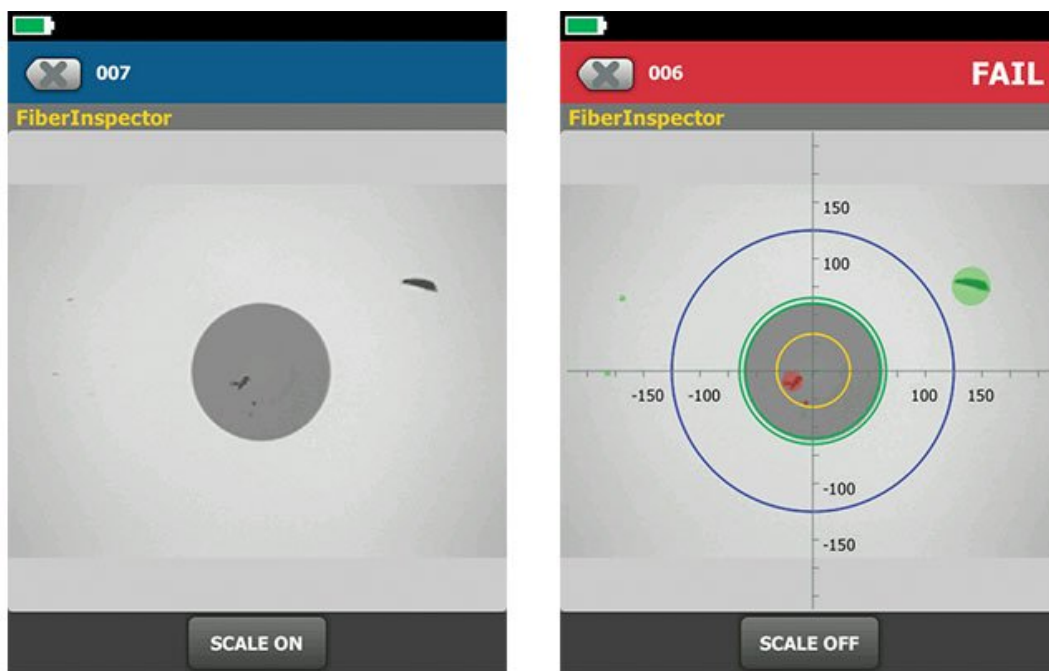 007
FiberInspector
SCALE ON
006 FAIL
FiberInspector
150
100
-150 -100 100 150
-100
-150
SCALE OFF